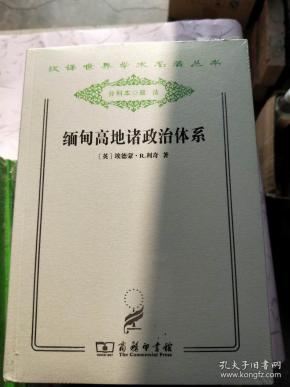 汉译世界学术名著丛本
分科本☆政法
缅甸高地诸政治体系
[英]埃德蒙·R.利奇 著
商务印书馆
The Commercial Press
孔夫子旧书网